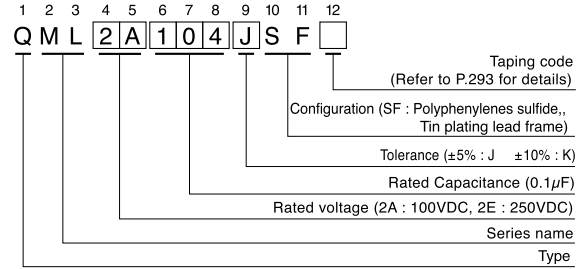 1 2 3 4 5 6 7 8 9 10 11 12
Q M L 2 A 1 0 4 J S F
Taping code
(Refer to P.293 for details)
Configuration (SF : Polyphenylenes sulfide,,
Tin plating lead frame)
Tolerance (±5% : J ±10% : K)
Rated Capacitance (0.1μF)
Rated voltage (2A : 100VDC, 2E : 250VDC)
Series name
Type